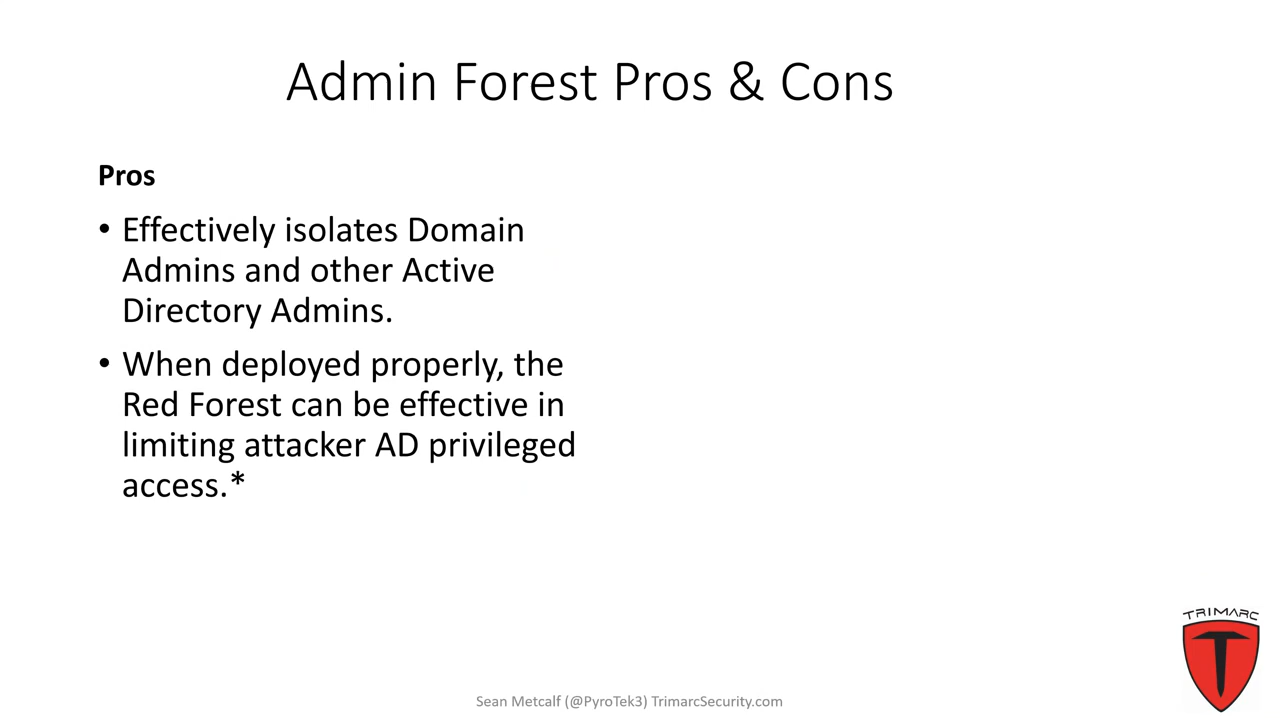 Admin Forest Pros & Cons
Pros
• Effectively isolates Domain
Admins and other Active
Directory Admins.
• When deployed properly, the
Red Forest can be effective in
limiting attacker AD privileged
access.*
TRIMARC
Sean Metcalf (@PyroTek3) TrimarcSecurity.com